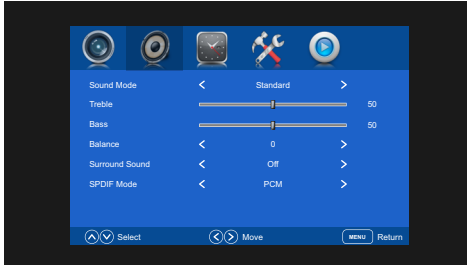 Sound Mode < Standard >
Treble 50
Bass 50
Balance < 0 >
Surround Sound < Off >
SPDIF Mode < PCM >
Select Move MENU Return